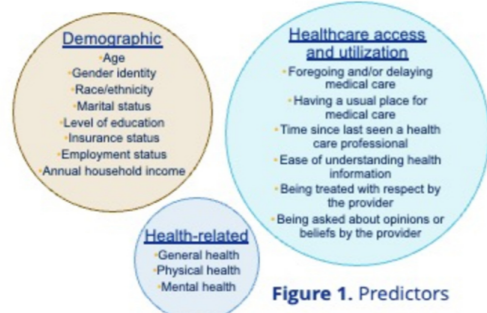 Demographic
•Age
•Gender identity
•Race/ethnicity
•Marital status
•Level of education
•Insurance status
•Employment status
•Annual household income
Healthcare access
and utilization
•Foregoing and/or delaying
medical care
•Having a usual place for
medical care
•Time since last seen a health
care professional
•Ease of understanding health
information
•Being treated with respect by
the provider
•Being asked about opinions or
beliefs by the provider
Health-related
•General health
•Physical health
•Mental health
Figure 1. Predictors